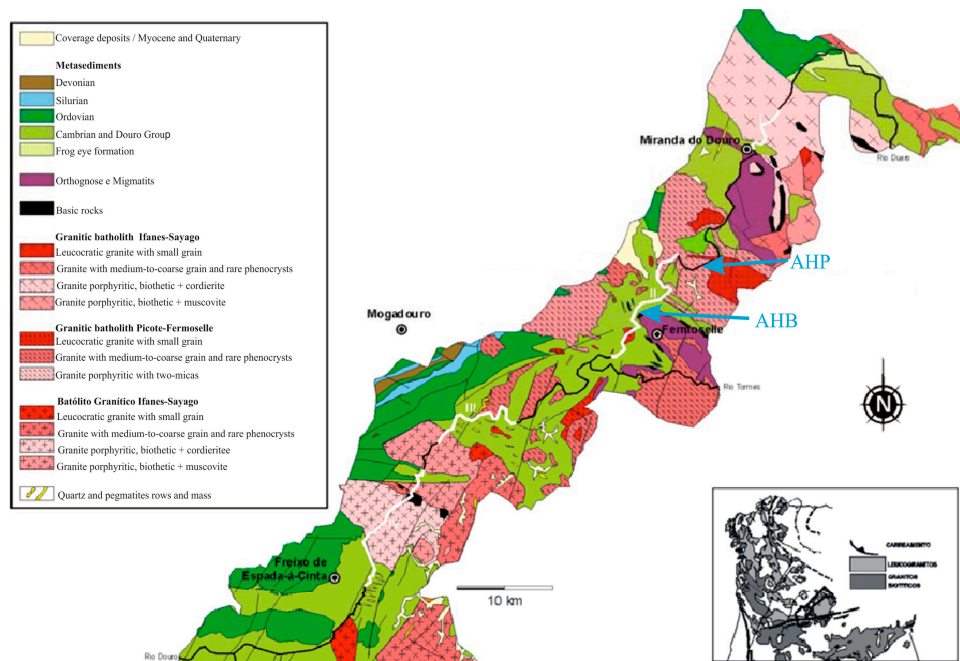 Coverage deposits / Myocene and Quaternary
Metasediments
Devonian
Silurian
Ordovian
Cambrian and Douro Group
Frog eye formation
Orthognose e Migmatits
Basic rocks
Granitic batholith Ifanes-Sayago
Leucocratic granite with small grain
Granite with medium-to-coarse grain and rare phenocrysts
Granite porphyritic, biothetic + cordierite
Granite porphyritic, biothetic + muscovite
Granitic batholith Picote-Fermoselle
Leucocratic granite with small grain
Granite with medium-to-coarse grain and rare phenocrysts
Granite porphyritic with two-micas
Batólito Granítico Ifanes-Sayago
Leucocratic granite with small grain
Granite with medium-to-coarse grain and rare phenocrysts
Granite porphyritic, biothetic + cordieritee
Granite porphyritic, biothetic + muscovite
Quartz and pegmatites rows and mass
Miranda do Douro
Rio Duero
AHP
II
AHB
Mogadouro
Fermoselle
Rio Tormes
III
N
Freixo de
Espada-à-Cinta
10 km
Rio Douro
CARREAMENTO
LEUCOGRANITOS
GRANITOS
BIOTITICOS